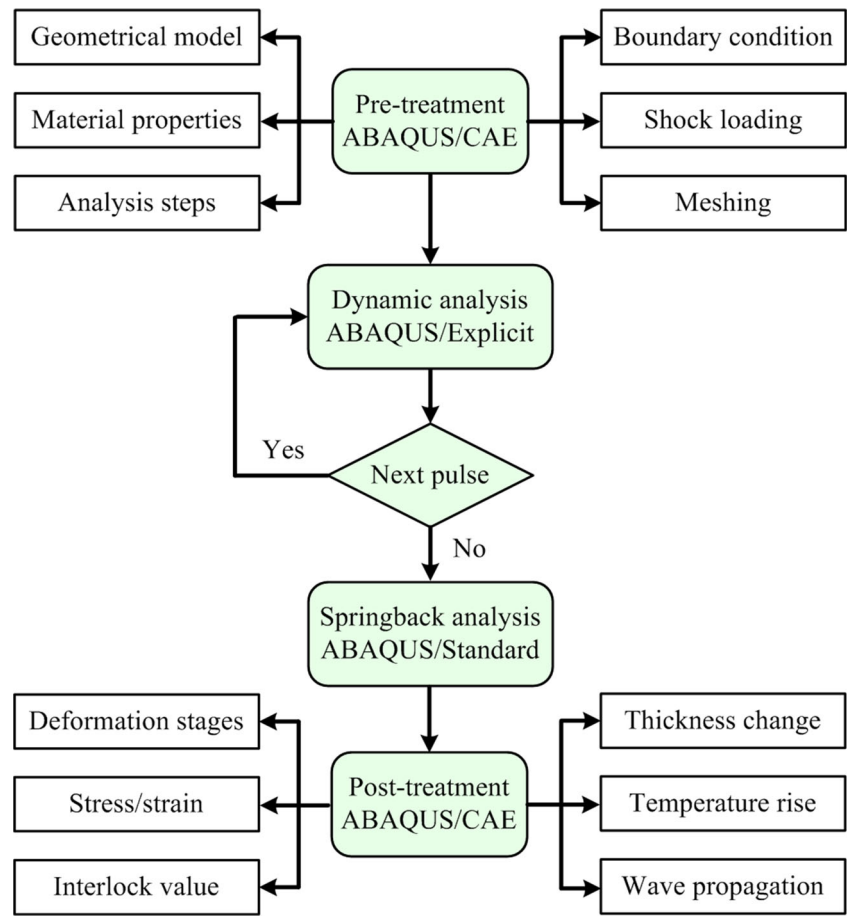 Geometrical model
Material properties
Analysis steps
Pre-treatment
ABAQUS/CAE
Boundary condition
Shock loading
Meshing
Dynamic analysis
ABAQUS/Explicit
Yes
Next pulse
No
Springback analysis
ABAQUS/Standard
Deformation stages
Stress/strain
Interlock value
Post-treatment
ABAQUS/CAE
Thickness change
Temperature rise
Wave propagation